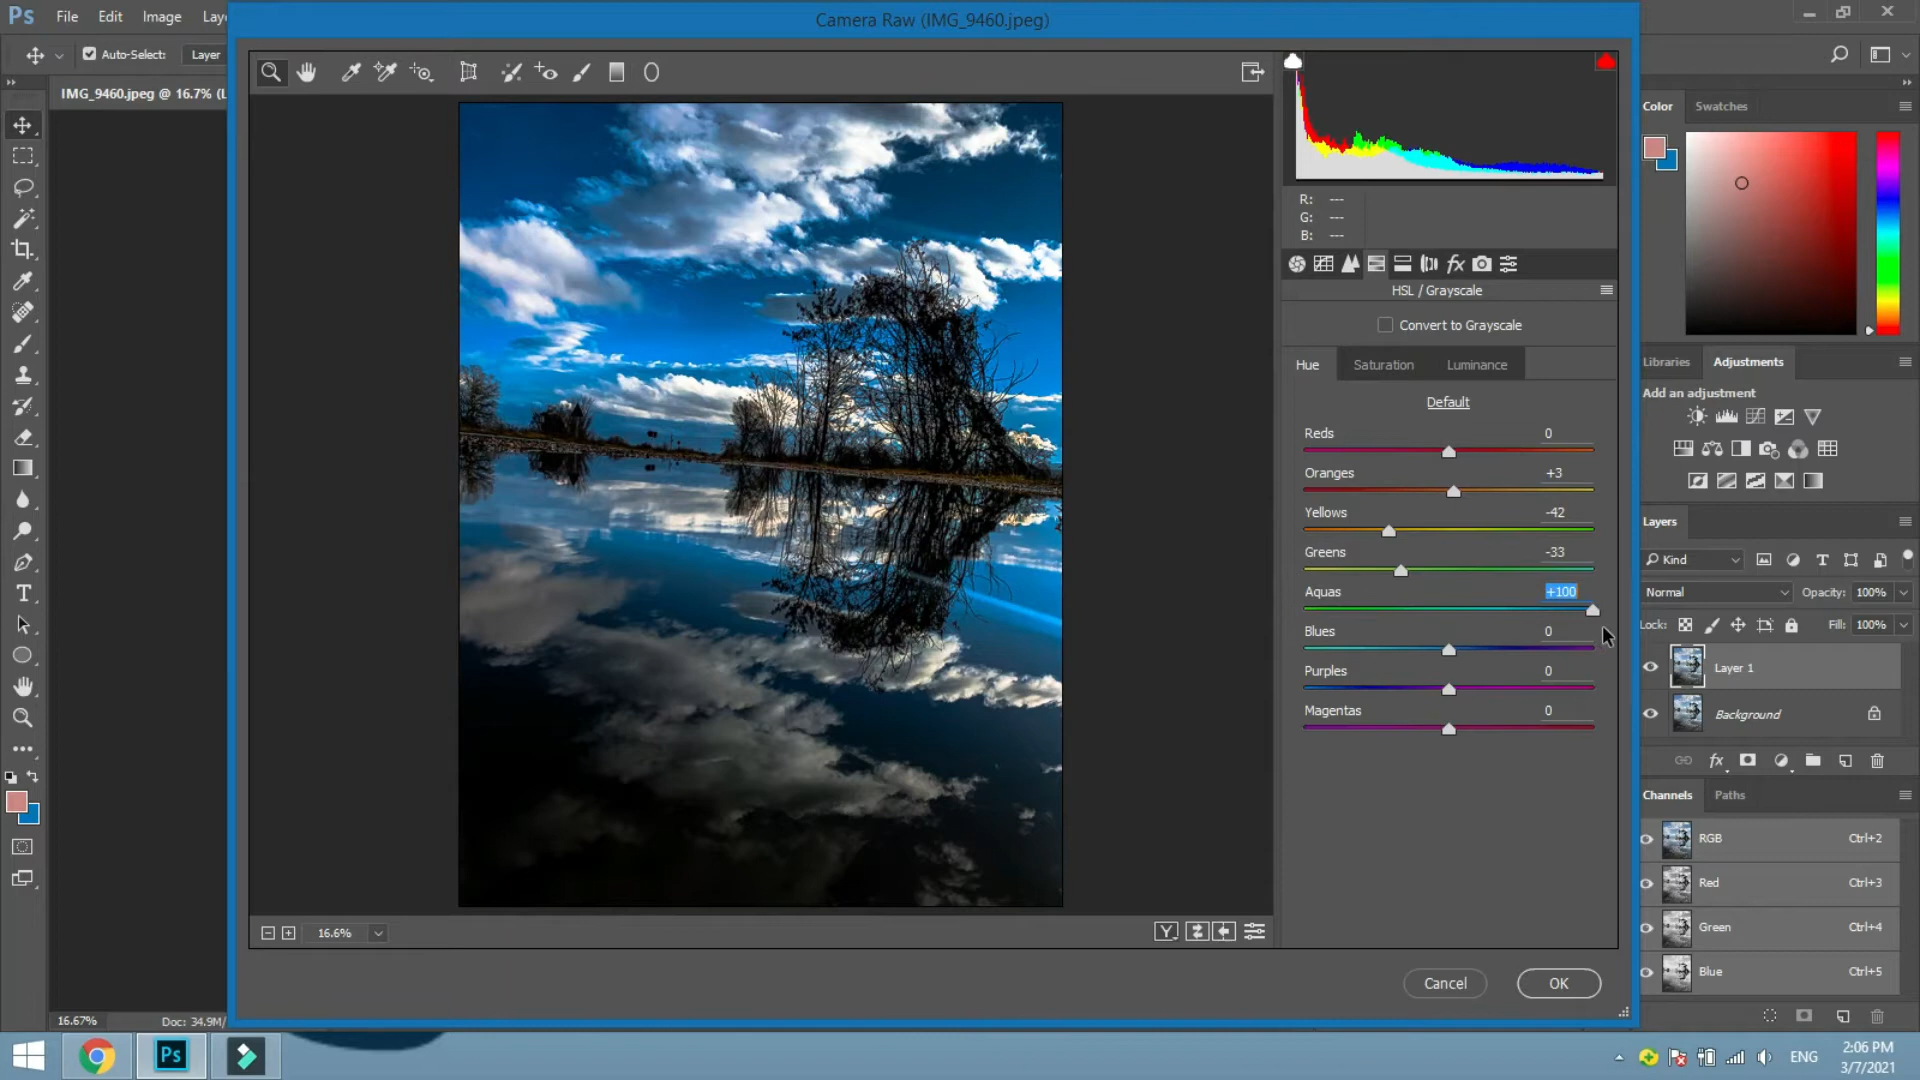 Ps File Edit Image Lay
Camera Raw (IMG_9460.jpeg)
Auto-Select: Layer
IMG_9460.jpeg @ 16.7% (L
Color Swatches
R: ---
G: ---
B: ---
fx
HSL / Grayscale
Convert to Grayscale
Hue Saturation Luminance
Default
Reds 0
Oranges +3
Yellows -42
Greens -33
Aquas +100
Blues 0
Purples 0
Magentas 0
Libraries Adjustments
Add an adjustment
Layers
Kind
Normal Opacity: 100%
Lock: Fill: 100%
Layer 1
Background
fx
Channels Paths
RGB Ctrl+2
Red Ctrl+3
Green Ctrl+4
Blue Ctrl+5
16.6% Y
Cancel OK
16.67% Doc: 34.9M/
Ps ENG 2:06 PM
3/7/2021